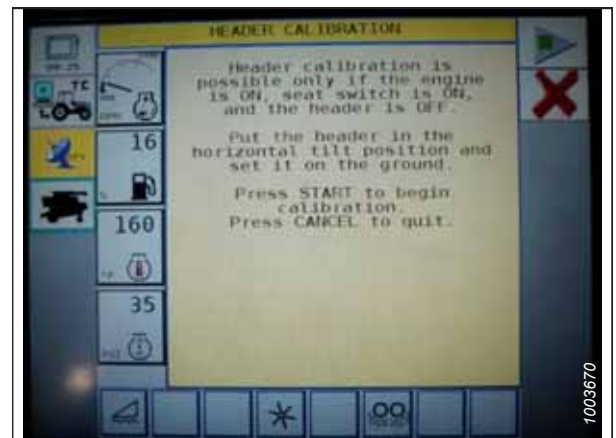 HEADER CALIBRATION
Header calibration is
possible only if the engine
is ON, seat switch is ON,
and the header is OFF.
Put the header in the
horizontal tilt position and
set it on the ground.
Press START to begin
calibration.
Press CANCEL to quit.
TC
16
160
35
1003670